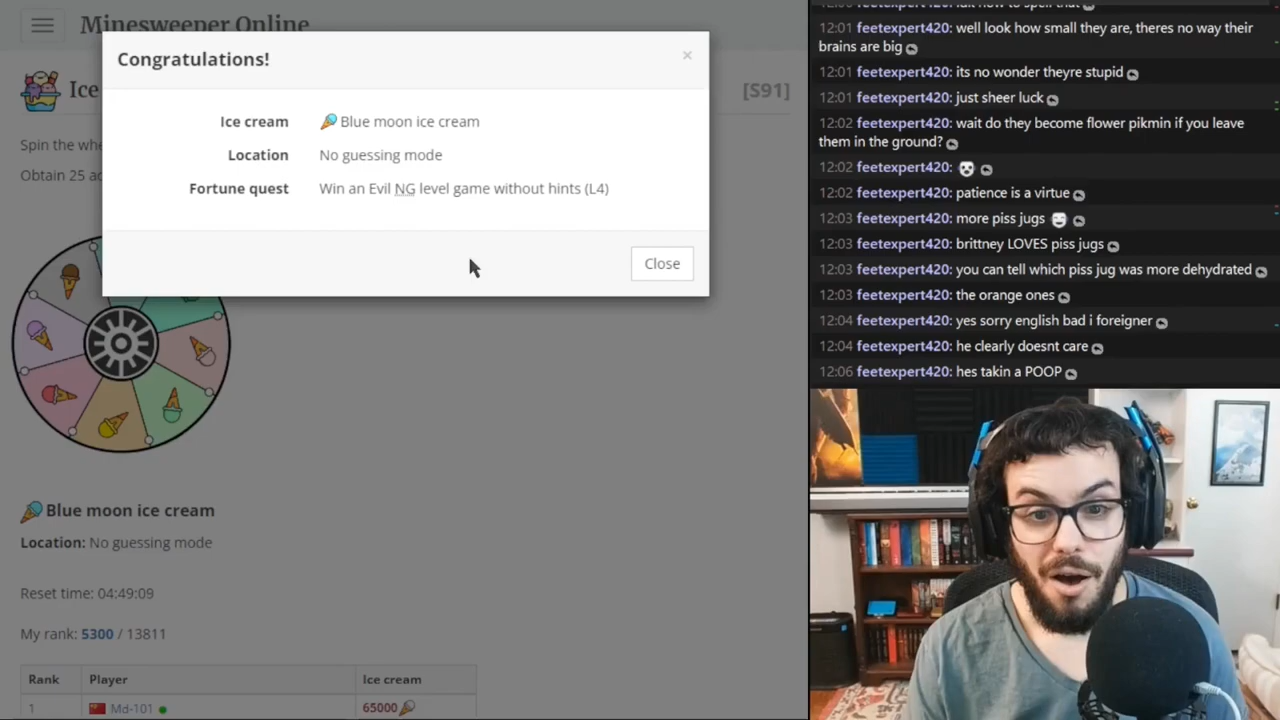 Minesweeper Online
Congratulations!
×
Ice cream Blue moon ice cream
Location No guessing mode
Fortune quest Win an Evil NG level game without hints (L4)
Close
Ice
[S91]
Spin the whe
Obtain 25 ac
Blue moon ice cream
Location: No guessing mode
Reset time: 04:49:09
My rank: 5300 / 13811
Rank Player Ice cream
1 Md-101 65000
12:01 feetexpert420: well look how small they are, theres no way their
brains are big
12:01 feetexpert420: its no wonder theyre stupid
12:01 feetexpert420: just sheer luck
12:02 feetexpert420: wait do they become flower pikmin if you leave
them in the ground?
12:02 feetexpert420:
12:02 feetexpert420: patience is a virtue
12:03 feetexpert420: more piss jugs
12:03 feetexpert420: brittney LOVES piss jugs
12:03 feetexpert420: you can tell which piss jug was more dehydrated
12:03 feetexpert420: the orange ones
12:04 feetexpert420: yes sorry english bad i foreigner
12:04 feetexpert420: he clearly doesnt care
12:06 feetexpert420: hes takin a POOP